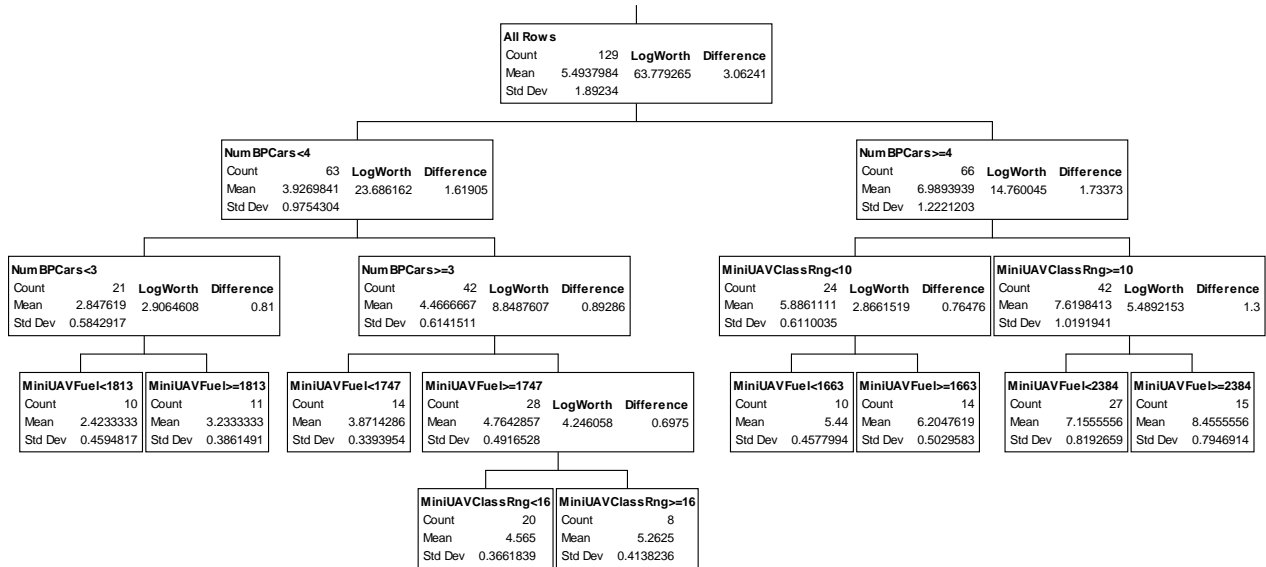 All Rows
Count 129 LogWorth Difference
Mean 5.4937984 63.779265 3.06241
Std Dev 1.89234
NumBPCars<4
Count 63 LogWorth Difference
Mean 3.9269841 23.686162 1.61905
Std Dev 0.9754304
NumBPCars>=4
Count 66 LogWorth Difference
Mean 6.9893939 14.760045 1.73373
Std Dev 1.2221203
NumBPCars<3
Count 21 LogWorth Difference
Mean 2.847619 2.9064608 0.81
Std Dev 0.5842917
NumBPCars>=3
Count 42 LogWorth Difference
Mean 4.4666667 8.8487607 0.89286
Std Dev 0.6141511
MiniUAVClassRng<10
Count 24 LogWorth Difference
Mean 5.8861111 2.8661519 0.76476
Std Dev 0.6110035
MiniUAVClassRng>=10
Count 42 LogWorth Difference
Mean 7.6198413 5.4892153 1.3
Std Dev 1.0191941
MiniUAVFuel<1813
Count 10
Mean 2.4233333
Std Dev 0.4594817
MiniUAVFuel>=1813
Count 11
Mean 3.2333333
Std Dev 0.3861491
MiniUAVFuel<1747
Count 14
Mean 3.8714286
Std Dev 0.3393954
MiniUAVFuel>=1747
Count 28 LogWorth Difference
Mean 4.7642857 4.246058 0.6975
Std Dev 0.4916528
MiniUAVFuel<1663
Count 10
Mean 5.44
Std Dev 0.4577994
MiniUAVFuel>=1663
Count 14
Mean 6.2047619
Std Dev 0.5029583
MiniUAVFuel<2384
Count 27
Mean 7.1555556
Std Dev 0.8192659
MiniUAVFuel>=2384
Count 15
Mean 8.4555556
Std Dev 0.7946914
MiniUAVClassRng<16
Count 20
Mean 4.565
Std Dev 0.3661839
MiniUAVClassRng>=16
Count 8
Mean 5.2625
Std Dev 0.4138236